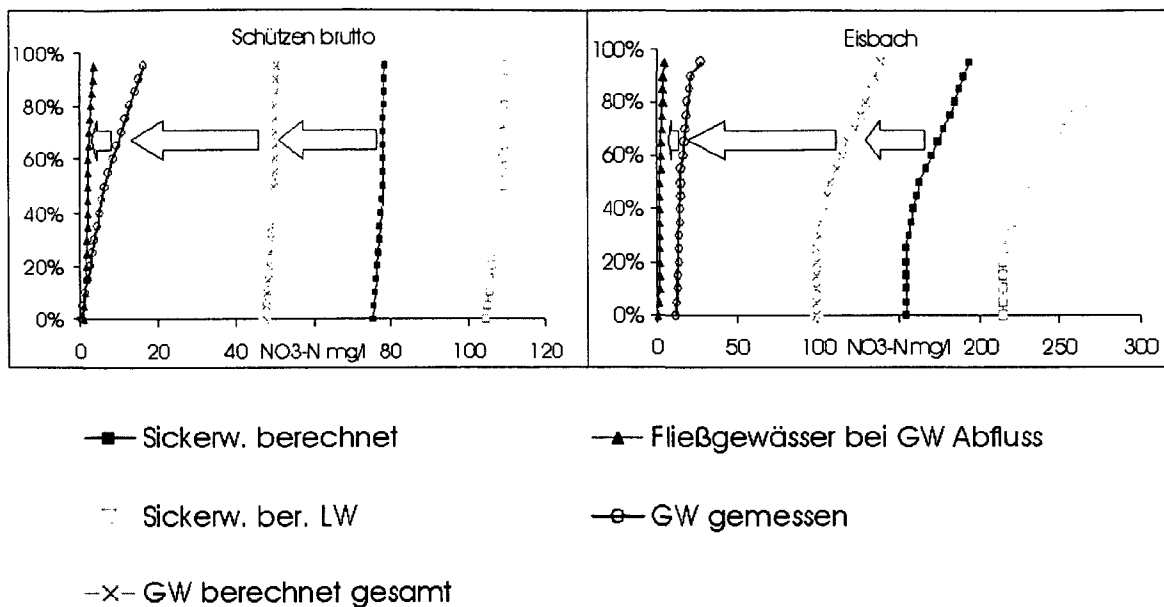 Schützen brutto
100%
80%
60%
40%
20%
0%
0 20 40 NO3-N mg/l 80 100 120
Eisbach
100%
80%
60%
40%
20%
0%
0 50 100 NO3-N mg/l 200 250 300
Sickerw. berechnet
Fließgewässer bei GW Abfluss
Sickerw. ber. LW
GW gemessen
GW berechnet gesamt